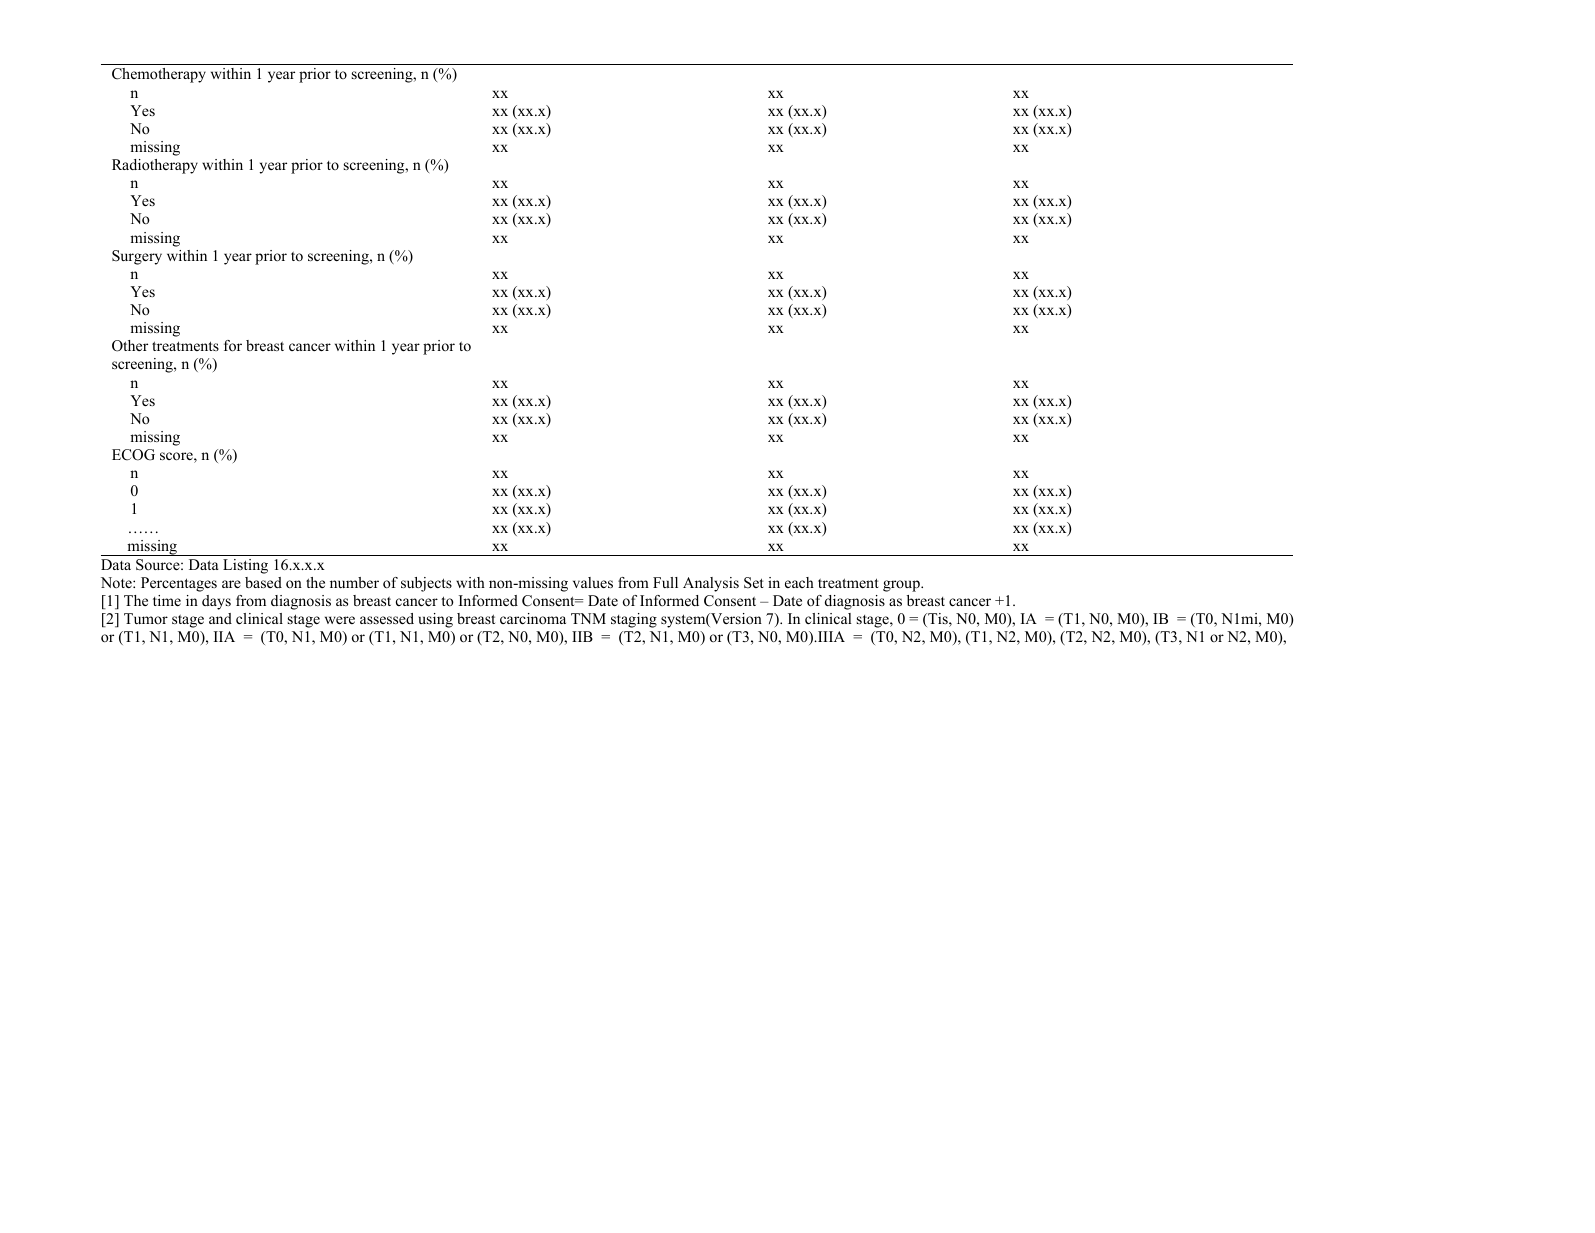 Chemotherapy within 1 year prior to screening, n (%)
n xx xx xx
Yes xx (xx.x) xx (xx.x) xx (xx.x)
No xx (xx.x) xx (xx.x) xx (xx.x)
missing xx xx xx
Radiotherapy within 1 year prior to screening, n (%)
n xx xx xx
Yes xx (xx.x) xx (xx.x) xx (xx.x)
No xx (xx.x) xx (xx.x) xx (xx.x)
missing xx xx xx
Surgery within 1 year prior to screening, n (%)
n xx xx xx
Yes xx (xx.x) xx (xx.x) xx (xx.x)
No xx (xx.x) xx (xx.x) xx (xx.x)
missing xx xx xx
Other treatments for breast cancer within 1 year prior to
screening, n (%)
n xx xx xx
Yes xx (xx.x) xx (xx.x) xx (xx.x)
No xx (xx.x) xx (xx.x) xx (xx.x)
missing xx xx xx
ECOG score, n (%)
n xx xx xx
0 xx (xx.x) xx (xx.x) xx (xx.x)
1 xx (xx.x) xx (xx.x) xx (xx.x)
…… xx (xx.x) xx (xx.x) xx (xx.x)
missing xx xx xx
Data Source: Data Listing 16.x.x.x
Note: Percentages are based on the number of subjects with non-missing values from Full Analysis Set in each treatment group.
[1] The time in days from diagnosis as breast cancer to Informed Consent= Date of Informed Consent – Date of diagnosis as breast cancer +1.
[2] Tumor stage and clinical stage were assessed using breast carcinoma TNM staging system(Version 7). In clinical stage, 0 = (Tis, N0, M0), IA = (T1, N0, M0), IB = (T0, N1mi, M0)
or (T1, N1, M0), IIA = (T0, N1, M0) or (T1, N1, M0) or (T2, N0, M0), IIB = (T2, N1, M0) or (T3, N0, M0).IIIA = (T0, N2, M0), (T1, N2, M0), (T2, N2, M0), (T3, N1 or N2, M0),